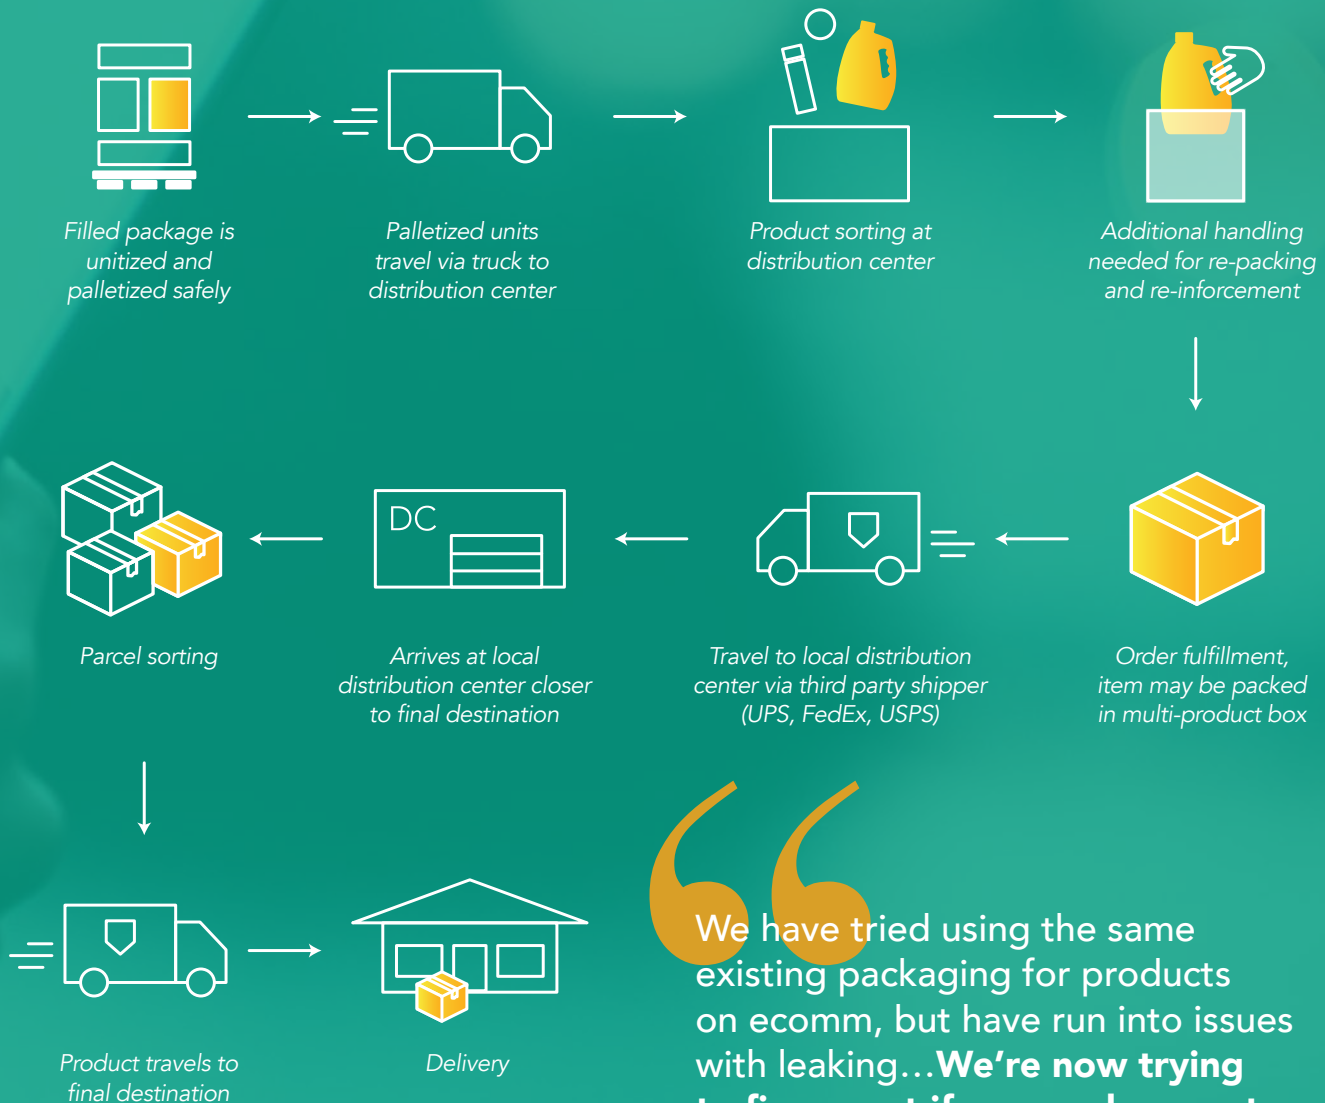 Filled package is
unitized and
palletized safely
Palletized units
travel via truck to
distribution center
Product sorting at
distribution center
Additional handling
needed for re-packing
and re-inforcement
Order fulfillment,
item may be packed
in multi-product box
Travel to local distribution
center via third party shipper
(UPS, FedEx, USPS)
DC
Arrives at local
distribution center closer
to final destination
Parcel sorting
Product travels to
final destination
Delivery
“
We have tried using the same
existing packaging for products
on ecomm, but have run into issues
with leaking…We’re now trying